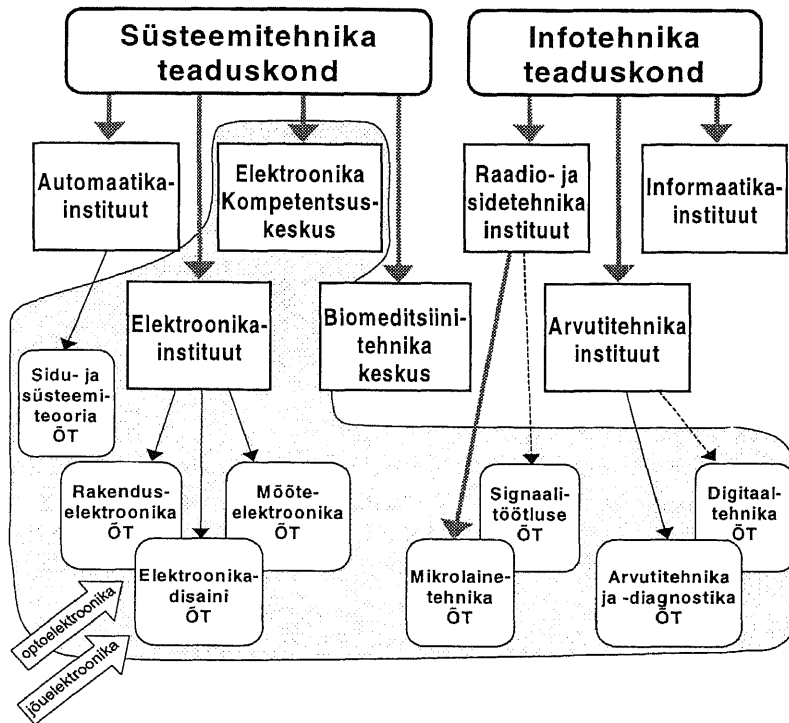 Süsteemitehnika
teaduskond
Infotehnika
teaduskond
Automaatika-
instituut
Elektroonika
Kompetentsus-
keskus
Raadio- ja
sidetehnika
instituut
Informaatika-
instituut
Elektroonika-
instituut
Biomeditsiini-
tehnika
keskus
Arvutitehnika
instituut
Sidu- ja
süsteemi-
teooria
ÕT
Rakendus-
elektroonika
ÕT
Mõõte-
elektroonika
ÕT
Signaali-
töötluse
ÕT
Digitaal-
tehnika
ÕT
Elektroonika-
disaini
ÕT
Mikrolaine-
tehnika
ÕT
Arvutitehnika
ja -diagnostika
ÕT
optoelektroonika
jõuelektroonika